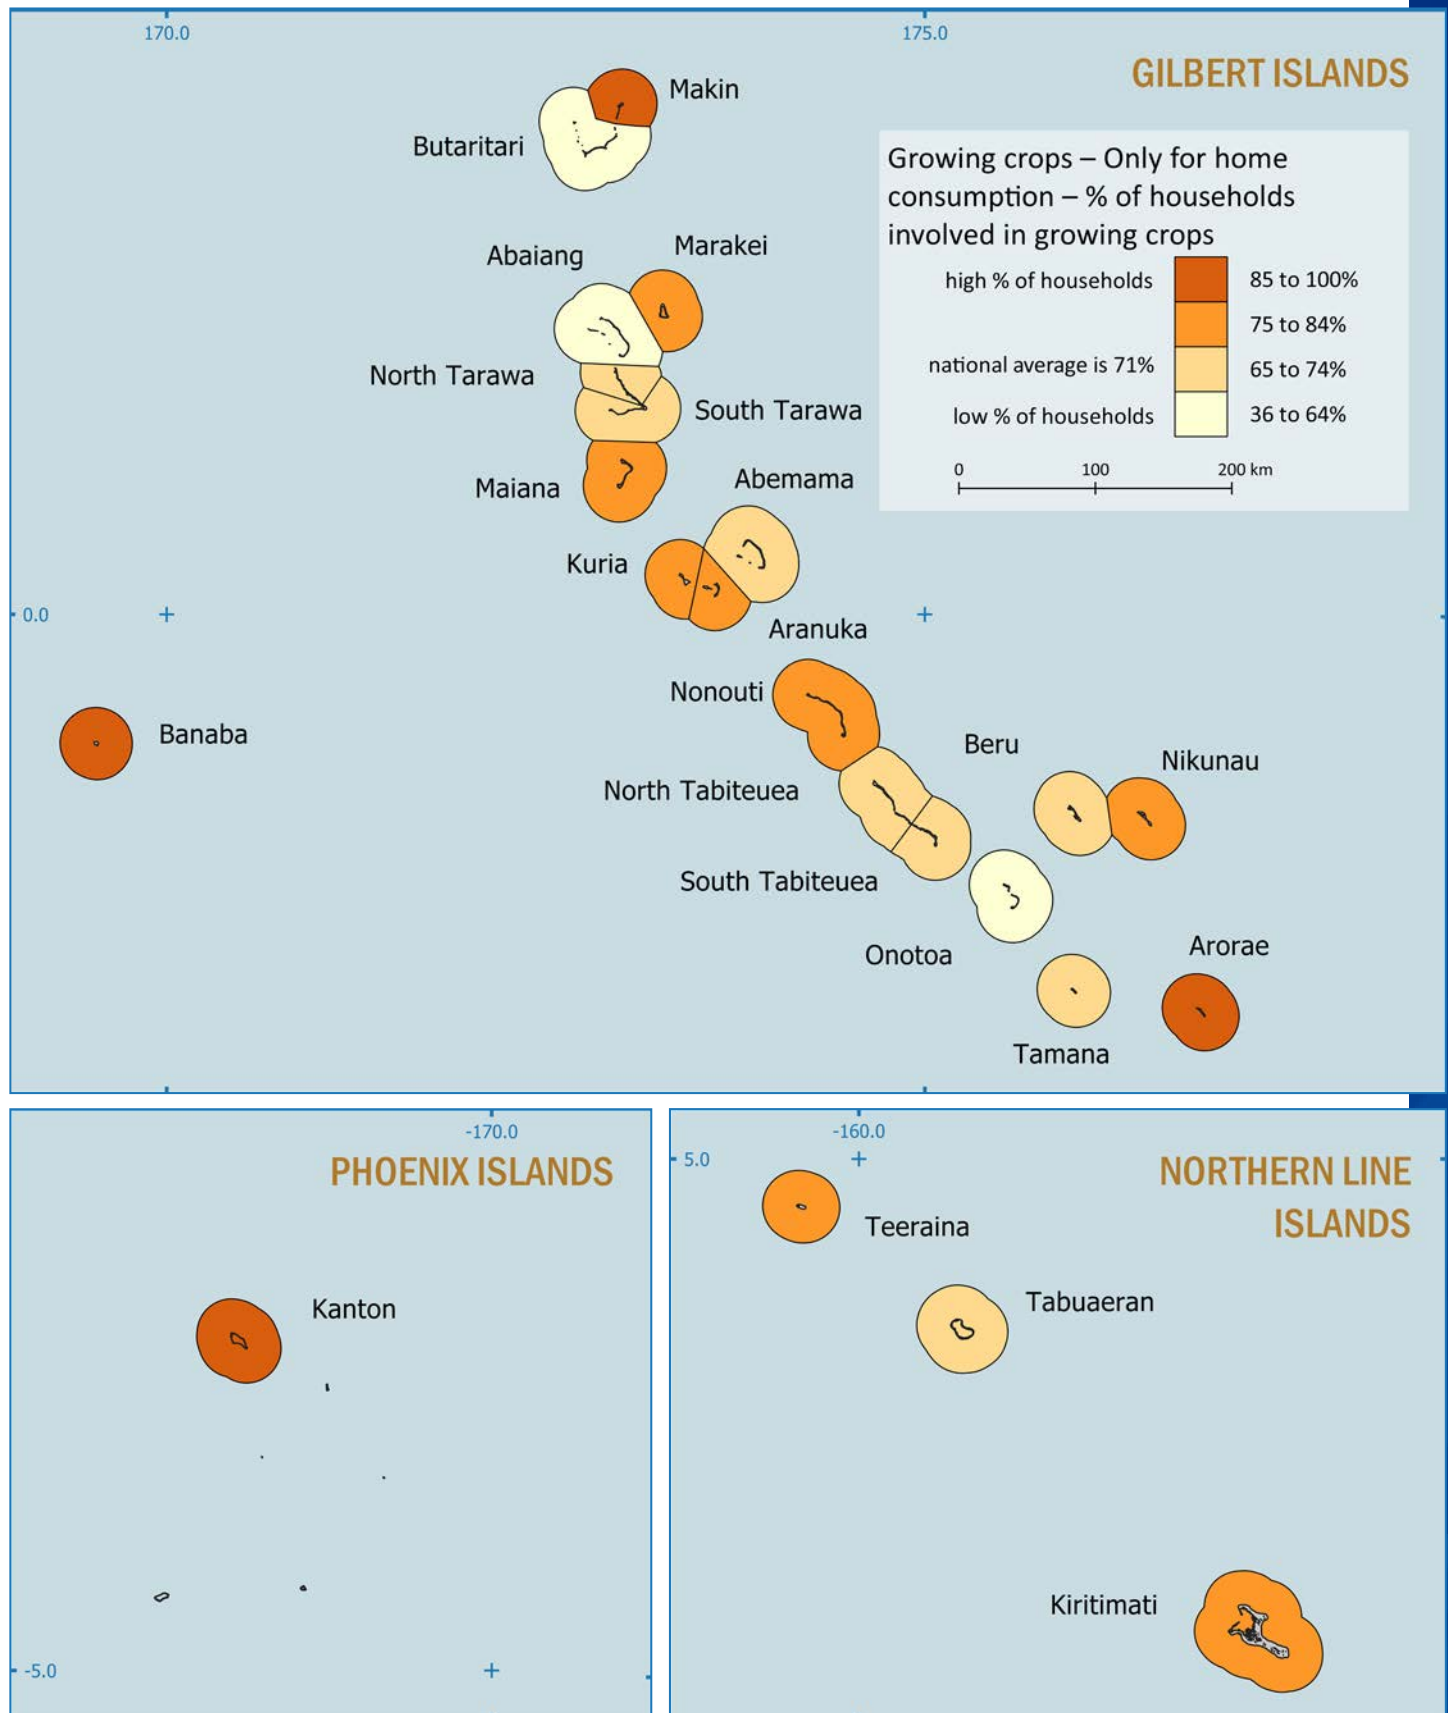 170.0
175.0
GILBERT ISLANDS
Makin
Butaritari
Growing crops – Only for home
consumption – % of households
involved in growing crops
high % of households
85 to 100%
75 to 84%
national average is 71%
65 to 74%
low % of households
36 to 64%
0
100
200 km
Abaiang
Marakei
North Tarawa
South Tarawa
Maiana
Abemama
Kuria
0.0
Aranuka
Nonouti
Banaba
Beru
Nikunau
North Tabiteuea
South Tabiteuea
Onotoa
Arorae
Tamana
-170.0
PHOENIX ISLANDS
Kanton
-5.0
-160.0
5.0
NORTHERN LINE
ISLANDS
Teeraina
Tabuaeran
Kiritimati